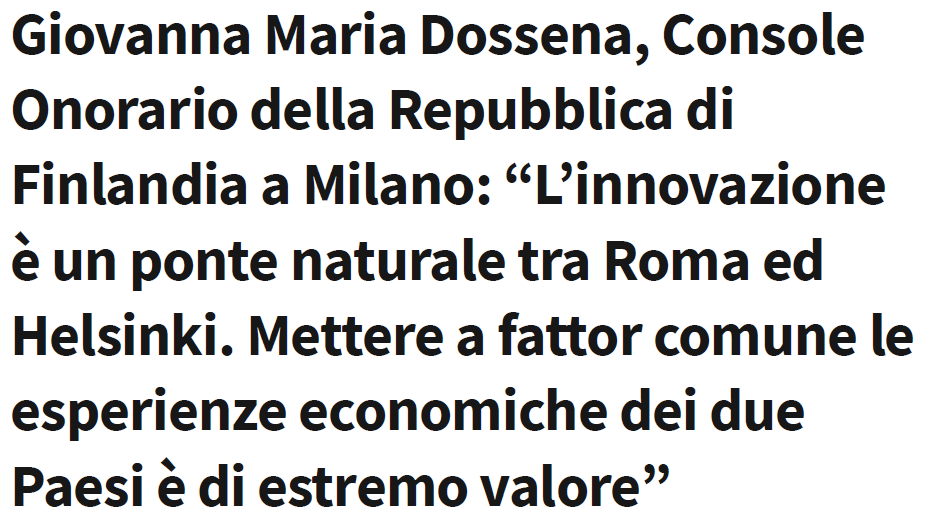 Giovanna Maria Dossena, Console
Onorario della Repubblica di
Finlandia a Milano: “L’innovazione
è un ponte naturale tra Roma ed
Helsinki. Mettere a fattor comune le
esperienze economiche dei due
Paesi è di estremo valore”